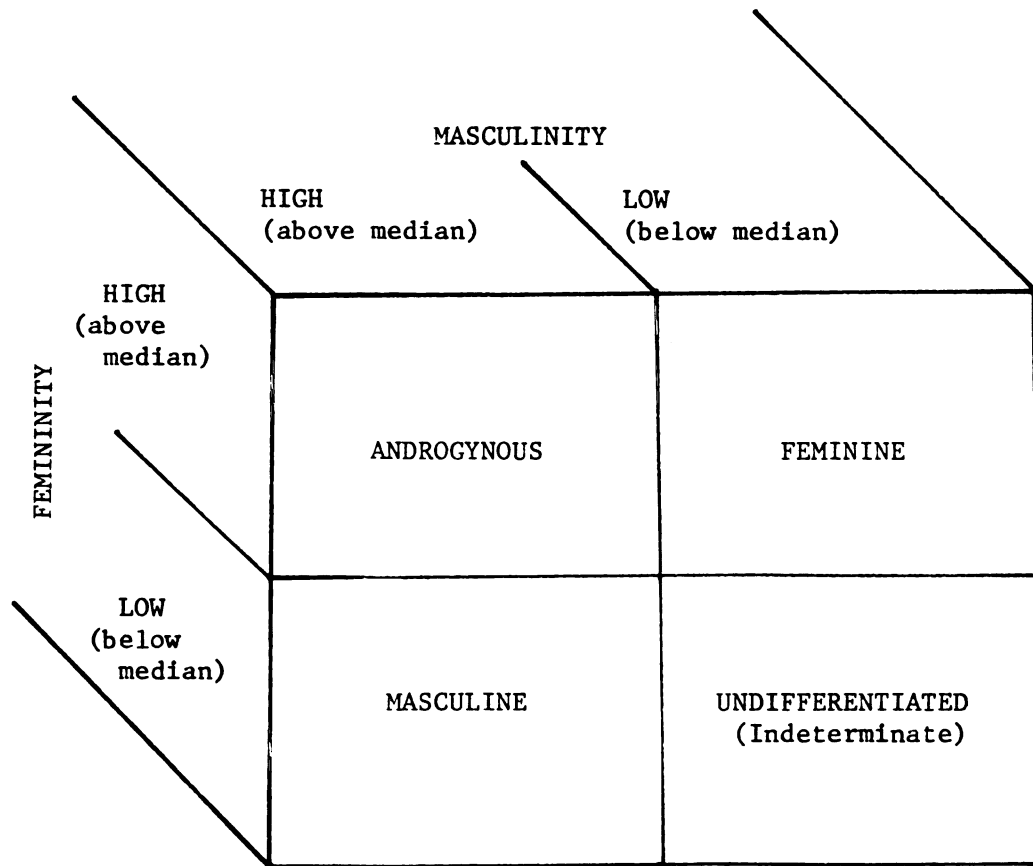 MASCULINITY
HIGH
(above median)
LOW
(below median)
HIGH
(above
median)
FEMININITY
ANDROGYNOUS
FEMININE
LOW
(below
median)
MASCULINE
UNDIFFERENTIATED
(Indeterminate)